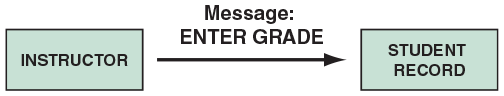 Message:
ENTER GRADE
INSTRUCTOR
STUDENT
RECORD